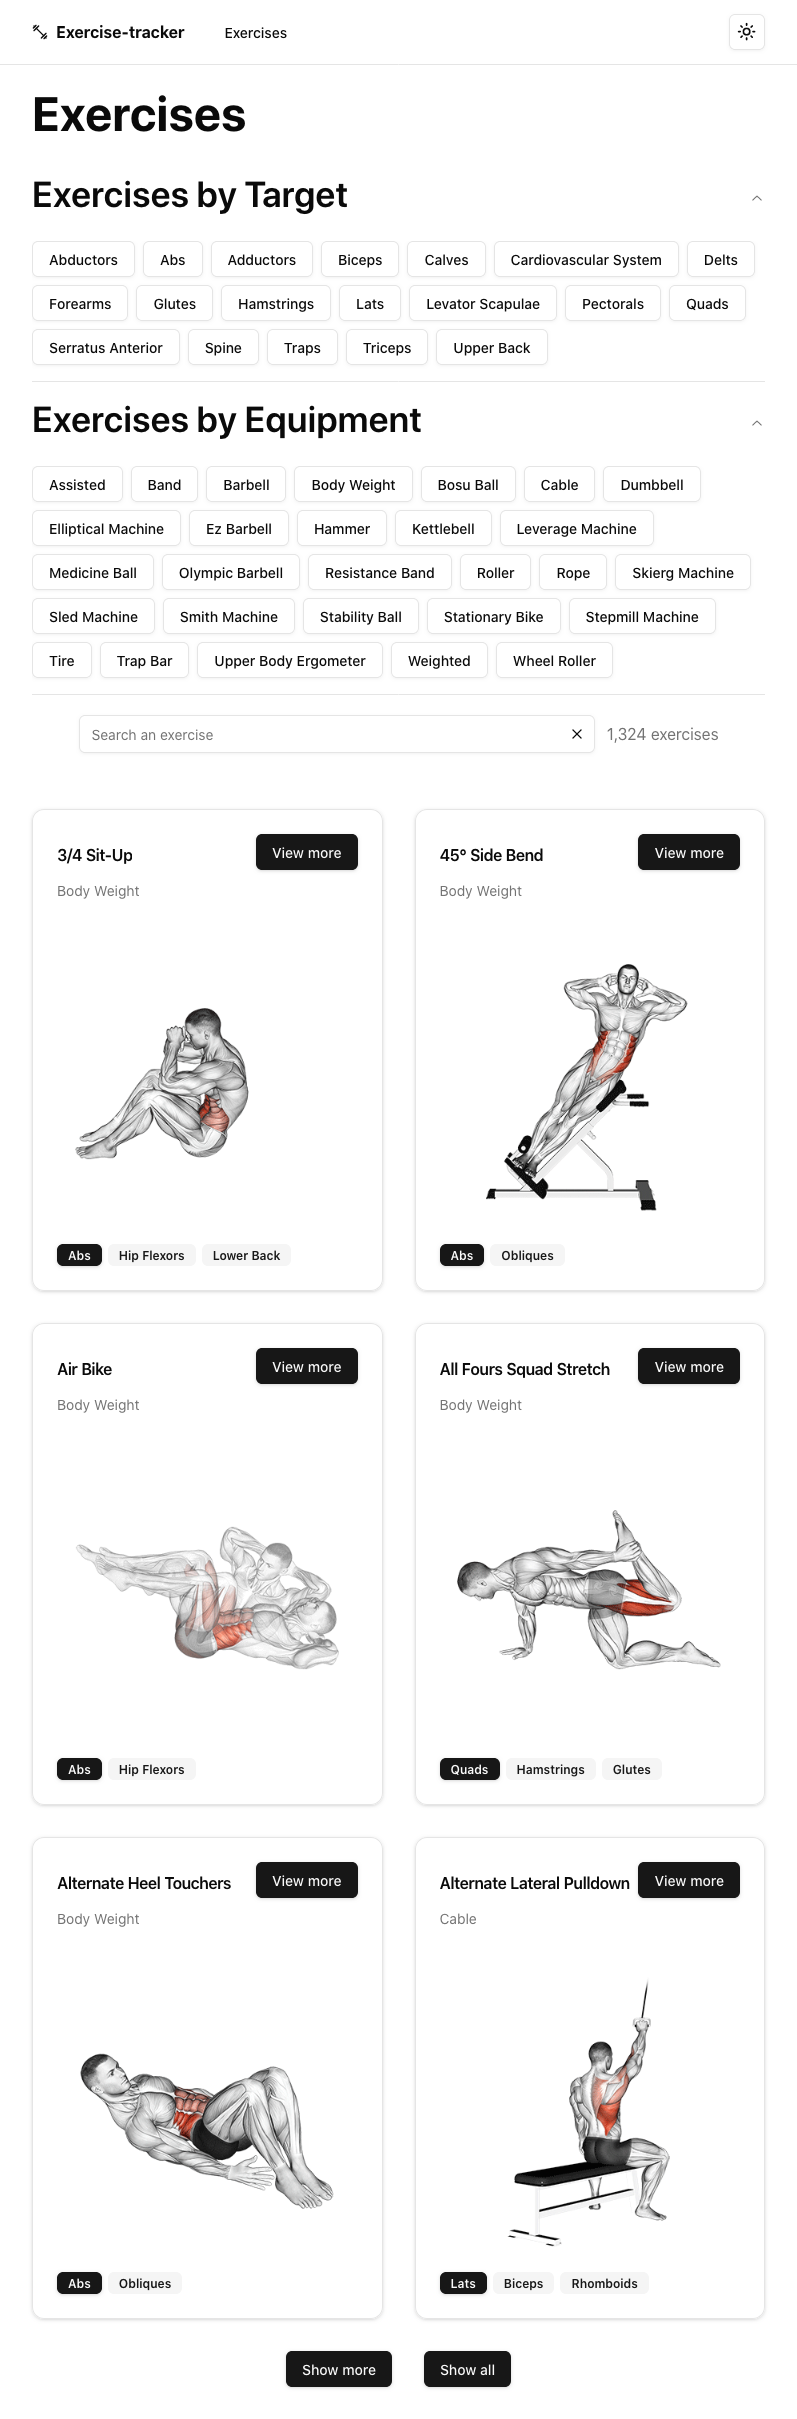 Exercise-tracker Exercises
Exercises
Exercises by Target
Abductors Abs Adductors Biceps Calves Cardiovascular System Delts
Forearms Glutes Hamstrings Lats Levator Scapulae Pectorals Quads
Serratus Anterior Spine Traps Triceps Upper Back
Exercises by Equipment
Assisted Band Barbell Body Weight Bosu Ball Cable Dumbbell
Elliptical Machine Ez Barbell Hammer Kettlebell Leverage Machine
Medicine Ball Olympic Barbell Resistance Band Roller Rope Skierg Machine
Sled Machine Smith Machine Stability Ball Stationary Bike Stepmill Machine
Tire Trap Bar Upper Body Ergometer Weighted Wheel Roller
Search an exercise 1,324 exercises
3/4 Sit-Up View more
Body Weight
Abs Hip Flexors Lower Back
45° Side Bend View more
Body Weight
Abs Obliques
Air Bike View more
Body Weight
Abs Hip Flexors
All Fours Squad Stretch View more
Body Weight
Quads Hamstrings Glutes
Alternate Heel Touchers View more
Body Weight
Abs Obliques
Alternate Lateral Pulldown View more
Cable
Lats Biceps Rhomboids
Show more Show all